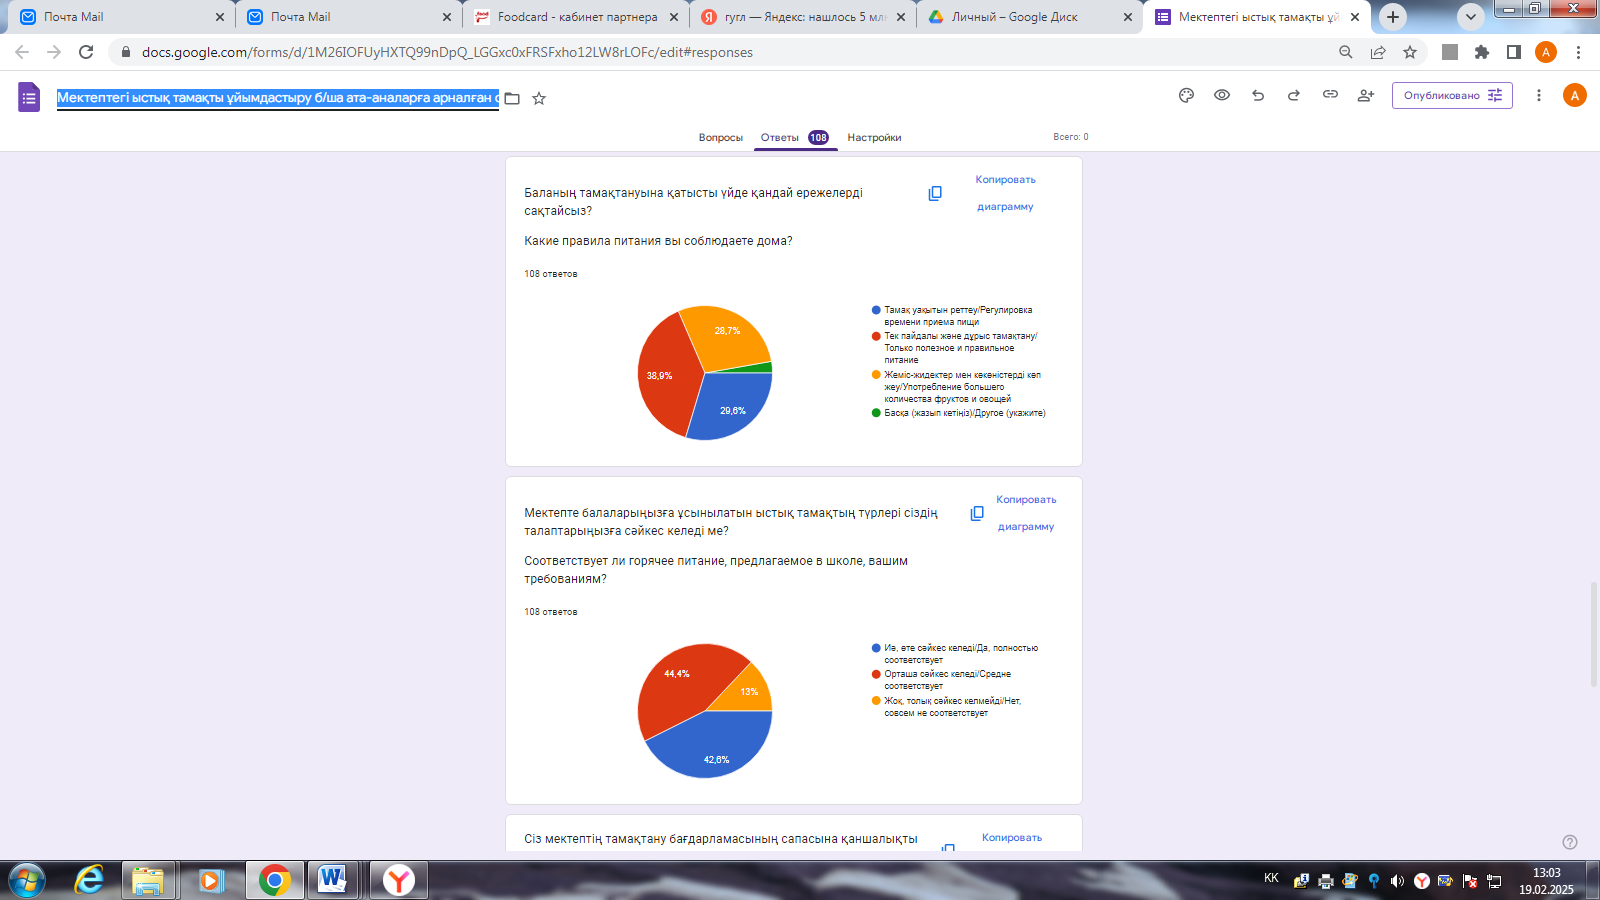 Почта Mail
Почта Mail
Foodcard - кабинет партнера
гугл — Яндекс: нашлось 5 мл
Личный – Google Диск
Мектептегі ыстық тамақты ұй
docs.google.com/forms/d/1M26IOFUyHXTQ99nDpQ_LGGxc0xFRSFxho12LW8rLOFc/edit#responses
A
Мектептегі ыстық тамақты ұйымдастыру б/ша ата-аналарға арналған с
Опубликовано
A
Вопросы
Ответы 108
Настройки
Всего: 0
Баланың тамақтануына қатысты үйде қандай ережелерді
сақтайсыз?
Копировать
диаграмму
Какие правила питания вы соблюдаете дома?
108 ответов
28,7%
38,9%
29,6%
Тамақ уақытын реттеу/Регулировка
времени приема пищи
Тек пайдалы және дұрыс тамақтану/
Только полезное и правильное
питание
Жеміс-жидектер мен көкөністерді көп
жеу/Употребление большего
количества фруктов и овощей
Басқа (жазып кетіңіз)/Другое (укажите)
Мектепте балаларыңызға ұсынылатын ыстық тамақтың түрлері сіздің
талаптарыңызға сәйкес келеді ме?
Копировать
диаграмму
Соответствует ли горячее питание, предлагаемое в школе, вашим
требованиям?
108 ответов
44,4%
13%
42,6%
Иә, өте сәйкес келеді/Да, полностью
соответствует
Орташа сәйкес келеді/Средне
соответствует
Жоқ, толық сәйкес келмейді/Нет,
совсем не соответствует
Сіз мектептің тамақтану бағдарламасының сапасына қаншалықты
Копировать
KK
13:03
19.02.2025